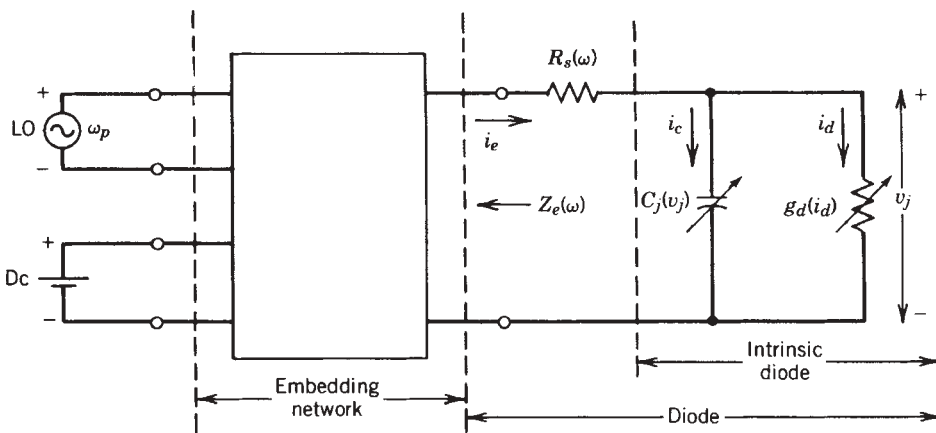 +
LO
ω_p
−
+
Dc
−
R_s(ω)
i_e
Z_e(ω)
i_c
i_d
C_j(v_j)
g_d(i_d)
+
v_j
−
Embedding
network
Intrinsic
diode
Diode